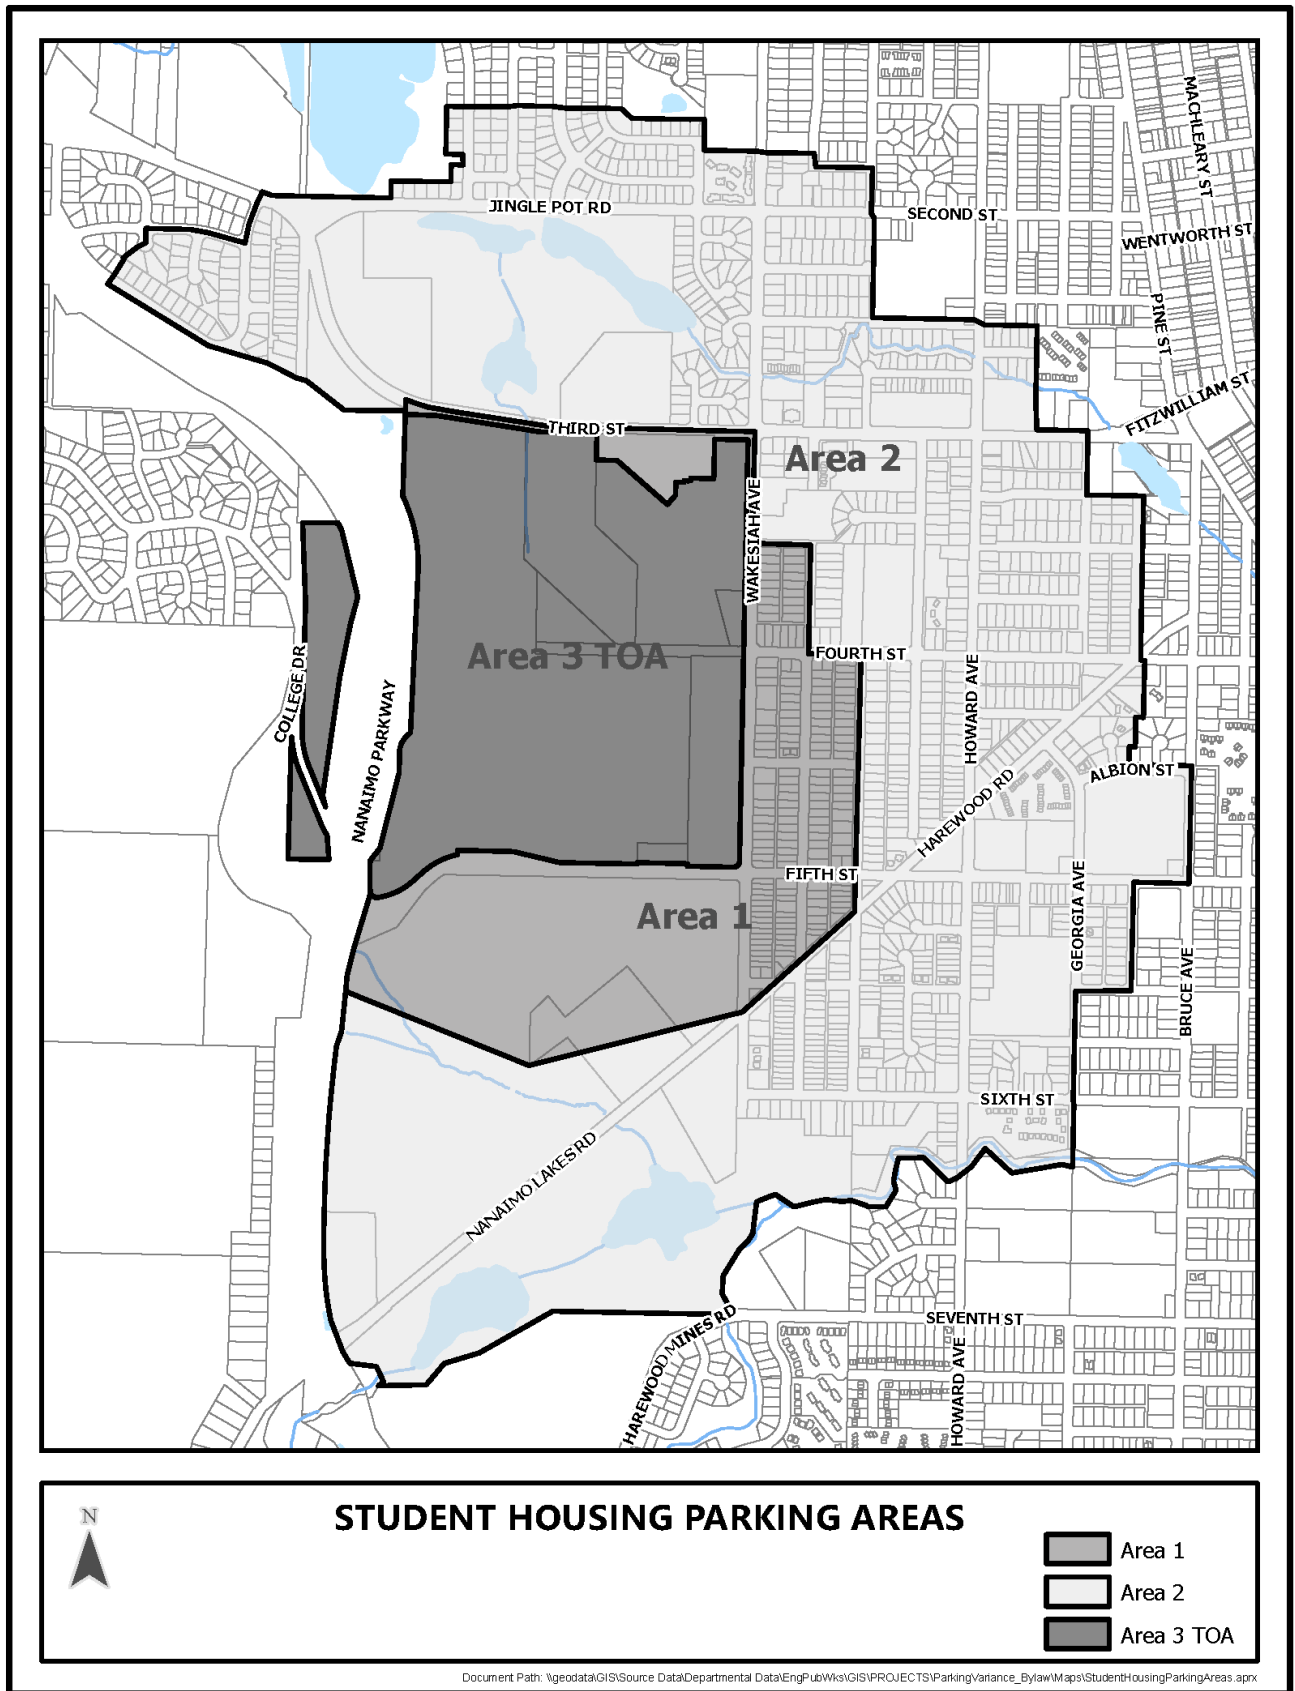 MACHLEARY ST
JINGLE POT RD
SECOND ST
WENTWORTH ST
PINE ST
FITZWILLIAM ST
THIRD ST
Area 2
WAKESIAH AVE
Area 3 TOA
FOURTH ST
COLLEGE DR
HOWARD AVE
NANAIMO PARKWAY
ALBION ST
HAREWOOD RD
FIFTH ST
GEORGIA AVE
Area 1
BRUCE AVE
SIXTH ST
NANAIMO LAKES RD
SEVENTH ST
HAREWOOD MINES RD
HOWARD AVE
N
STUDENT HOUSING PARKING AREAS
Area 1
Area 2
Area 3 TOA
Document Path: \\geodata\GIS\Source Data\Departmental Data\EngPubWks\GIS\PROJECTS\ParkingVariance_Bylaw\Maps\StudentHousingParkingAreas.aprx